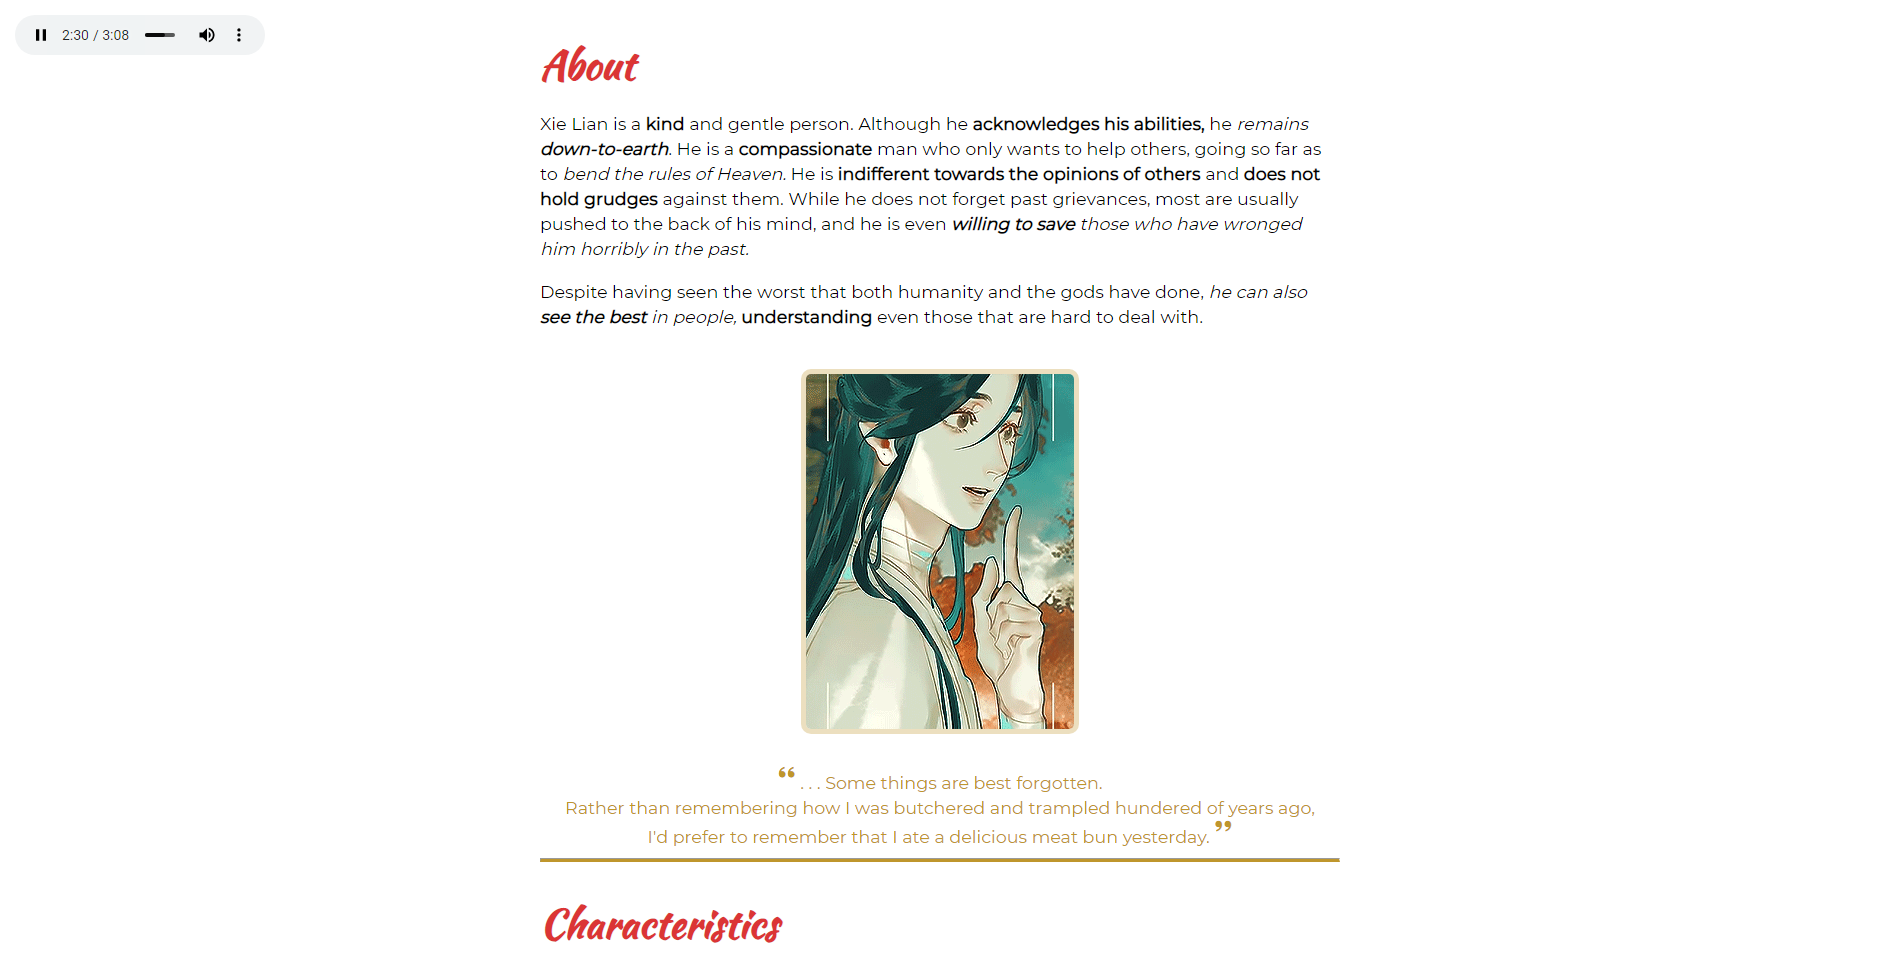 2:30 / 3:08
About
Xie Lian is a kind and gentle person. Although he acknowledges his abilities, he remains
down-to-earth. He is a compassionate man who only wants to help others, going so far as
to bend the rules of Heaven. He is indifferent towards the opinions of others and does not
hold grudges against them. While he does not forget past grievances, most are usually
pushed to the back of his mind, and he is even willing to save those who have wronged
him horribly in the past.
Despite having seen the worst that both humanity and the gods have done, he can also
see the best in people, understanding even those that are hard to deal with.
“ . . . Some things are best forgotten.
Rather than remembering how I was butchered and trampled hundered of years ago,
I'd prefer to remember that I ate a delicious meat bun yesterday. ”
Characteristics